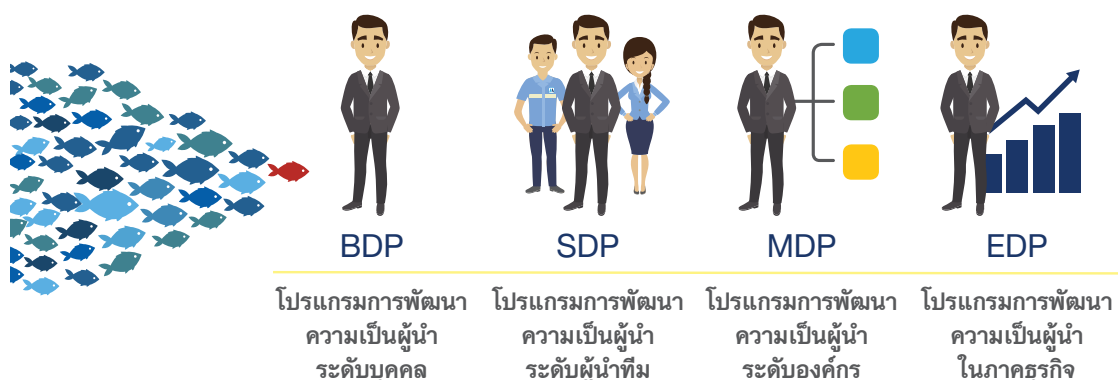 BDP
SDP
MDP
EDP
โปรแกรมการพัฒนา
ความเป็นผู้นำ
ระดับบุคคล
โปรแกรมการพัฒนา
ความเป็นผู้นำ
ระดับผู้นำทีม
โปรแกรมการพัฒนา
ความเป็นผู้นำ
ระดับองค์กร
โปรแกรมการพัฒนา
ความเป็นผู้นำ
ในภาคธุรกิจ